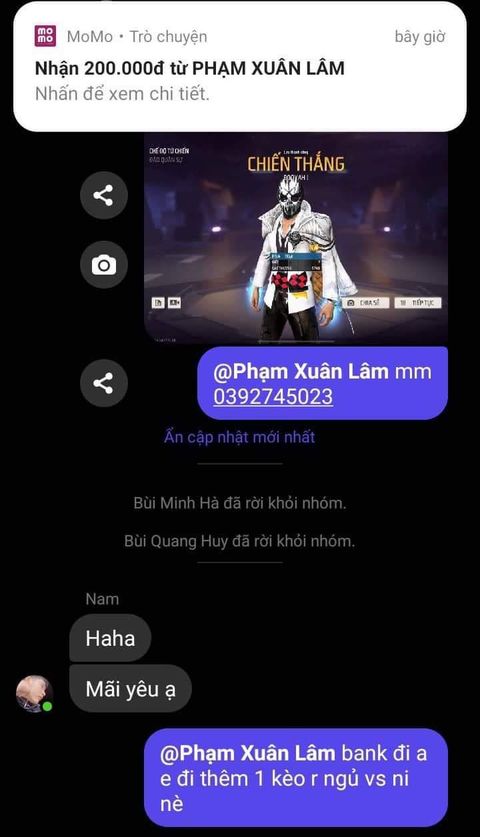 MoMo • Trò chuyện
bây giờ
Nhận 200.000đ từ PHẠM XUÂN LÂM
Nhấn để xem chi tiết.
CHẾ ĐỘ TỬ CHIẾN
CHIẾN THẮNG
BOOYAH !
CHIA SẺ
TIẾP TỤC
@Phạm Xuân Lâm mm
0392745023
Ẩn cập nhật mới nhất
Bùi Minh Hà đã rời khỏi nhóm.
Bùi Quang Huy đã rời khỏi nhóm.
Nam
Haha
Mãi yêu ạ
@Phạm Xuân Lâm bank đi a
e đi thêm 1 kèo r ngủ vs ni
nè